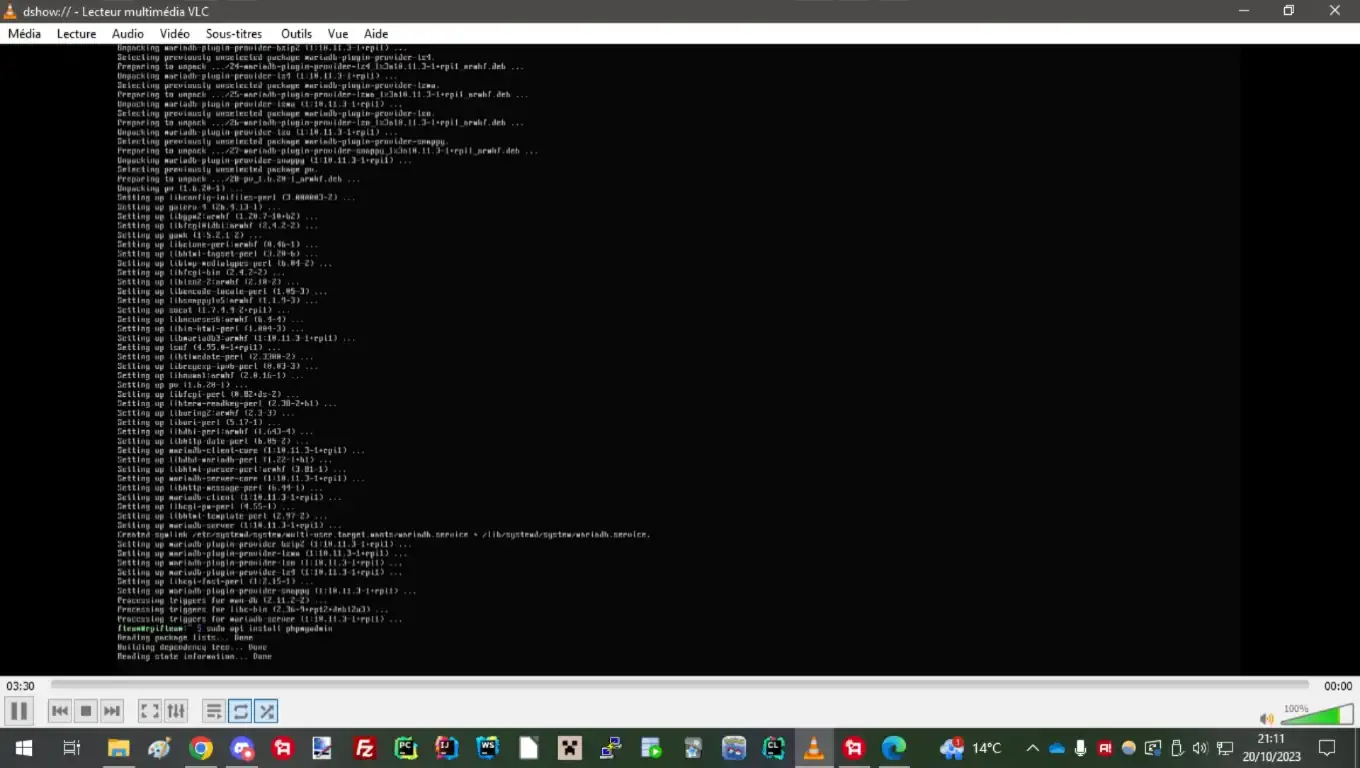 dshow:// - Lecteur multimédia VLC
Média Lecture Audio Vidéo Sous-titres Outils Vue Aide
Unpacking mariadb-plugin-provider-bzip2 (1:10.11.3-1+rpi1) ...
Selecting previously unselected package mariadb-plugin-provider-lz4.
Preparing to unpack .../24-mariadb-plugin-provider-lz4_1%3a10.11.3-1+rpi1_armhf.deb ...
Unpacking mariadb-plugin-provider-lz4 (1:10.11.3-1+rpi1) ...
Selecting previously unselected package mariadb-plugin-provider-lzma.
Preparing to unpack .../25-mariadb-plugin-provider-lzma_1%3a10.11.3-1+rpi1_armhf.deb ...
Unpacking mariadb-plugin-provider-lzma (1:10.11.3-1+rpi1) ...
Selecting previously unselected package mariadb-plugin-provider-lzo.
Preparing to unpack .../26-mariadb-plugin-provider-lzo_1%3a10.11.3-1+rpi1_armhf.deb ...
Unpacking mariadb-plugin-provider-lzo (1:10.11.3-1+rpi1) ...
Selecting previously unselected package mariadb-plugin-provider-snappy.
Preparing to unpack .../27-mariadb-plugin-provider-snappy_1%3a10.11.3-1+rpi1_armhf.deb ...
Unpacking mariadb-plugin-provider-snappy (1:10.11.3-1+rpi1) ...
Selecting previously unselected package pv.
Preparing to unpack .../28-pv_1.6.20-1_armhf.deb ...
Unpacking pv (1.6.20-1) ...
Setting up libconfig-inifiles-perl (3.000003-2) ...
Setting up galera-4 (26.4.13-1) ...
Setting up libgpm2:armhf (1.20.7-10+b2) ...
Setting up libfcgi0ldbl:armhf (2.4.2-2) ...
Setting up gawk (1:5.2.1-2) ...
Setting up libclone-perl:armhf (0.46-1) ...
Setting up libhtml-tagset-perl (3.20-6) ...
Setting up liblwp-mediatypes-perl (6.04-2) ...
Setting up libfcgi-bin (2.4.2-2) ...
Setting up libjson2-2:armhf (2.10-2) ...
Setting up libencode-locale-perl (1.05-3) ...
Setting up libsnappy1v5:armhf (1.1.9-3) ...
Setting up socat (1.7.4.4-2+rpi1) ...
Setting up libncurses6:armhf (6.4-4) ...
Setting up libio-html-perl (1.004-3) ...
Setting up libmariadb3:armhf (1:10.11.3-1+rpi1) ...
Setting up lsof (4.95.0-1+rpi1) ...
Setting up libtimedate-perl (2.3300-2) ...
Setting up libregexp-ipv6-perl (0.03-3) ...
Setting up libnuma1:armhf (2.0.16-1) ...
Setting up pv (1.6.20-1) ...
Setting up libfcgi-perl (0.82+ds-2) ...
Setting up libterm-readkey-perl (2.38-2+b1) ...
Setting up liburing2:armhf (2.3-3) ...
Setting up liburi-perl (5.17-1) ...
Setting up libdbi-perl:armhf (1.643-4) ...
Setting up libhttp-date-perl (6.05-2) ...
Setting up mariadb-client-core (1:10.11.3-1+rpi1) ...
Setting up libdbd-mariadb-perl (1.22-1+b1) ...
Setting up libhtml-parser-perl:armhf (3.81-1) ...
Setting up mariadb-server-core (1:10.11.3-1+rpi1) ...
Setting up libhttp-message-perl (6.44-1) ...
Setting up mariadb-client (1:10.11.3-1+rpi1) ...
Setting up libcgi-pm-perl (4.55-1) ...
Setting up libhtml-template-perl (2.97-2) ...
Setting up mariadb-server (1:10.11.3-1+rpi1) ...
Created symlink /etc/systemd/system/multi-user.target.wants/mariadb.service → /lib/systemd/system/mariadb.service.
Setting up mariadb-plugin-provider-bzip2 (1:10.11.3-1+rpi1) ...
Setting up mariadb-plugin-provider-lzma (1:10.11.3-1+rpi1) ...
Setting up mariadb-plugin-provider-lzo (1:10.11.3-1+rpi1) ...
Setting up mariadb-plugin-provider-lz4 (1:10.11.3-1+rpi1) ...
Setting up libcgi-fast-perl (1:2.15-1) ...
Setting up mariadb-plugin-provider-snappy (1:10.11.3-1+rpi1) ...
Processing triggers for man-db (2.11.2-2) ...
Processing triggers for libc-bin (2.36-9+rpt2+deb12u3) ...
Processing triggers for mariadb-server (1:10.11.3-1+rpi1) ...
fteam@rpifteam:~ $ sudo apt install phpmyadmin
Reading package lists... Done
Building dependency tree... Done
Reading state information... Done
03:30 00:00
100%
14°C
21:11
20/10/2023